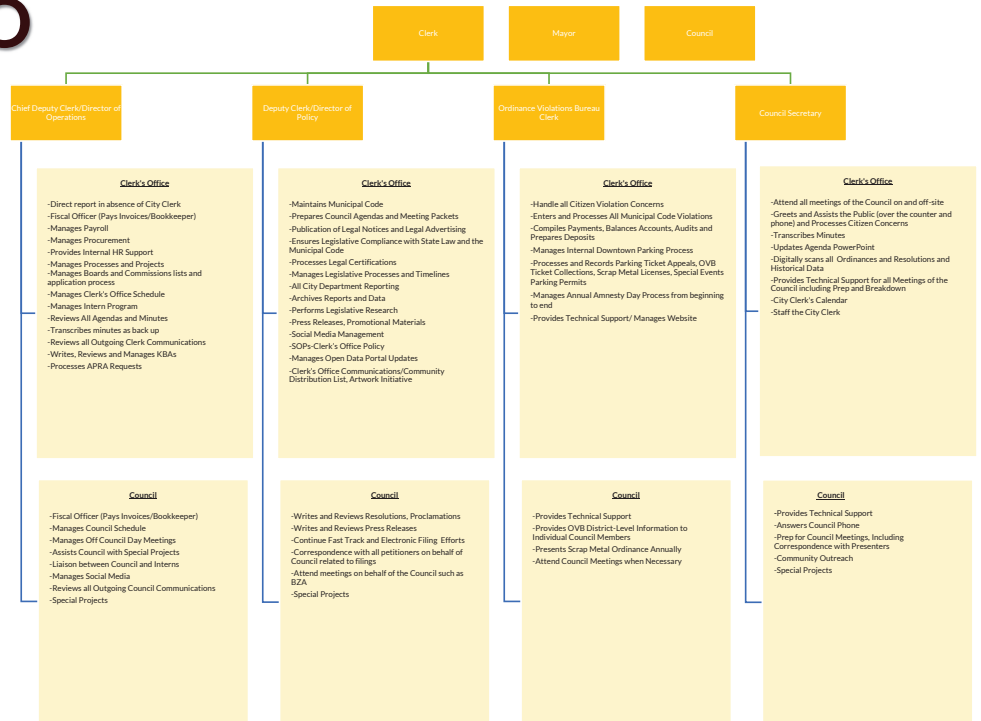 Clerk
Mayor
Council
Chief Deputy Clerk/Director of
Operations
Deputy Clerk/Director of
Policy
Ordinance Violations Bureau
Clerk
Council Secretary
Clerk's Office
-Direct report in absence of City Clerk
-Fiscal Officer (Pays Invoices/Bookkeeper)
-Manages Payroll
-Manages Procurement
-Provides Internal HR Support
-Manages Processes and Projects
-Manages Boards and Commissions lists and
application process
-Manages Clerk's Office Schedule
-Manages Intern Program
-Reviews All Agendas and Minutes
-Transcribes minutes as back up
-Reviews all Outgoing Clerk Communications
-Writes, Reviews and Manages KBAs
-Processes APRA Requests
Clerk's Office
-Maintains Municipal Code
-Prepares Council Agendas and Meeting Packets
-Publication of Legal Notices and Legal Advertising
-Ensures Legislative Compliance with State Law and the
Municipal Code
-Processes Legal Certifications
-Manages Legislative Processes and Timelines
-All City Department Reporting
-Archives Reports and Data
-Performs Legislative Research
-Press Releases, Promotional Materials
-Social Media Management
-SOPs-Clerk's Office Policy
-Manages Open Data Portal Updates
-Clerk's Office Communications/Community
Distribution List, Artwork Initiative
Clerk's Office
-Handle all Citizen Violation Concerns
-Enters and Processes All Municipal Code Violations
-Compiles Payments, Balances Accounts, Audits and
Prepares Deposits
-Manages Internal Downtown Parking Process
-Processes and Records Parking Ticket Appeals, OVB
Ticket Collections, Scrap Metal Licenses, Special Events
Parking Permits
-Manages Annual Amnesty Day Process from beginning
to end
-Provides Technical Support/ Manages Website
Clerk's Office
-Attend all meetings of the Council on and off-site
-Greets and Assists the Public (over the counter and
phone) and Processes Citizen Concerns
-Transcribes Minutes
-Updates Agenda PowerPoint
-Digitally scans all Ordinances and Resolutions and
Historical Data
-Provides Technical Support for all Meetings of the
Council including Prep and Breakdown
-City Clerk's Calendar
-Staff the City Clerk
Council
-Fiscal Officer (Pays Invoices/Bookkeeper)
-Manages Council Schedule
-Manages Off Council Day Meetings
-Assists Council with Special Projects
-Liaison between Council and Interns
-Manages Social Media
-Reviews all Outgoing Council Communications
-Special Projects
Council
-Writes and Reviews Resolutions, Proclamations
-Writes and Reviews Press Releases
-Continue Fast Track and Electronic Filing Efforts
-Correspondence with all petitioners on behalf of
Council related to filings
-Attend meetings on behalf of the Council such as
BZA
-Special Projects
Council
-Provides Technical Support
-Provides OVB District-Level Information to
Individual Council Members
-Presents Scrap Metal Ordinance Annually
-Attend Council Meetings when Necessary
Council
-Provides Technical Support
-Answers Council Phone
-Prep for Council Meetings, Including
Correspondence with Presenters
-Community Outreach
-Special Projects